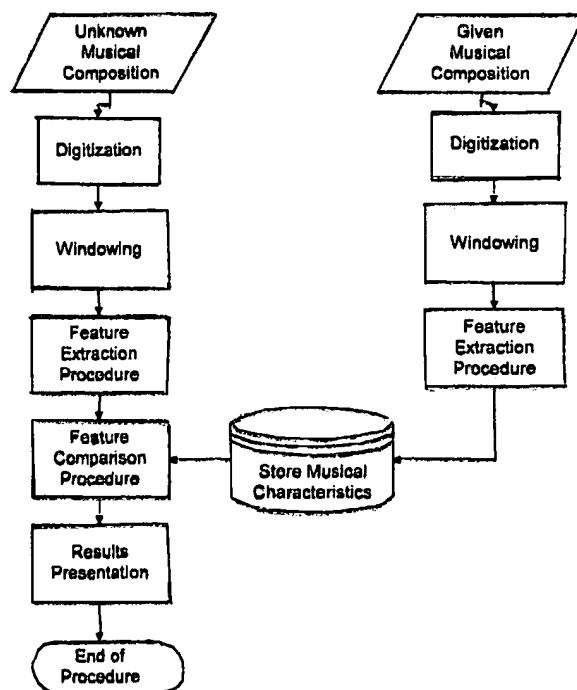 Unknown
Musical
Composition
Digitization
Windowing
Feature
Extraction
Procedure
Feature
Comparison
Procedure
Results
Presentation
End of
Procedure
Given
Musical
Composition
Digitization
Windowing
Feature
Extraction
Procedure
Store Musical
Characteristics